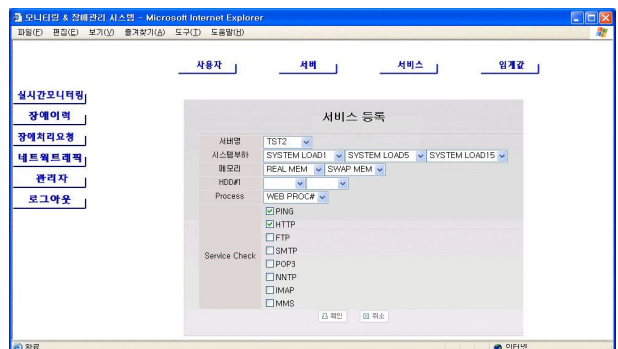 모니터링 & 장애관리 시스템 - Microsoft Internet Explorer
파일(F) 편집(E) 보기(V) 즐겨찾기(A) 도구(T) 도움말(H)
사용자 서버 서비스 임계값
실시간모니터링
장애이력
장애처리요청
네트웍트래픽
관리자
로그아웃
서비스 등록
서버명 TST2
시스템부하 SYSTEM LOAD1 SYSTEM LOAD5 SYSTEM LOAD15
메모리 REAL MEM SWAP MEM
HDD#1
Process WEB PROC#
Service Check
PING
HTTP
FTP
SMTP
POP3
NNTP
IMAP
MMS
확인 취소
완료 인터넷